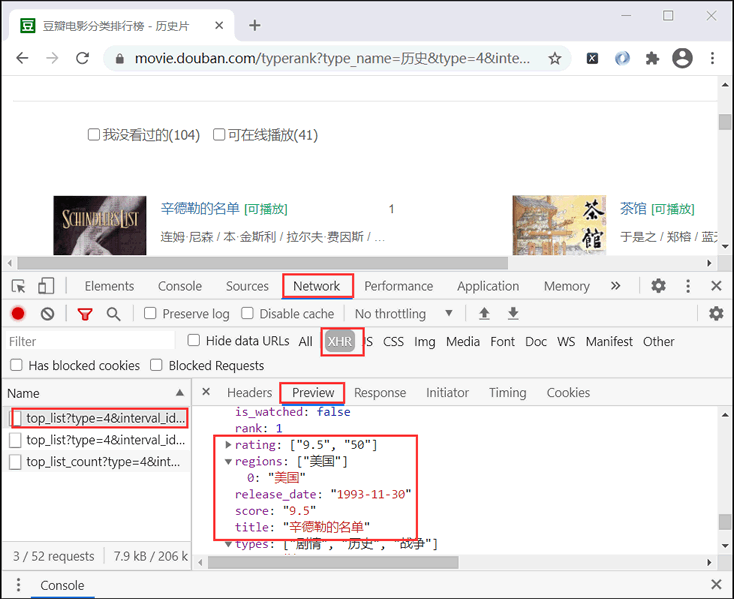 豆瓣电影分类排行榜 - 历史片
movie.douban.com/typerank?type_name=历史&type=4&inte...
我没看过的(104) 可在线播放(41)
SCHINDLER'S LIST
辛德勒的名单 [可播放] 1
连姆·尼森 / 本·金斯利 / 拉尔夫·费因斯 / ...
茶馆
茶馆 [可播放]
于是之 / 郑榕 / 蓝天
Elements Console Sources Network Performance Application Memory »
Preserve log Disable cache No throttling
Filter Hide data URLs All XHR JS CSS Img Media Font Doc WS Manifest Other
Has blocked cookies Blocked Requests
Name
top_list?type=4&interval_id...
top_list?type=4&interval_id...
top_list_count?type=4&int...
3 / 52 requests 7.9 kB / 206 k
Headers Preview Response Initiator Timing Cookies
is_watched: false
rank: 1
rating: ["9.5", "50"]
regions: ["美国"]
0: "美国"
release_date: "1993-11-30"
score: "9.5"
title: "辛德勒的名单"
types: ["剧情", "历史", "战争"]
Console